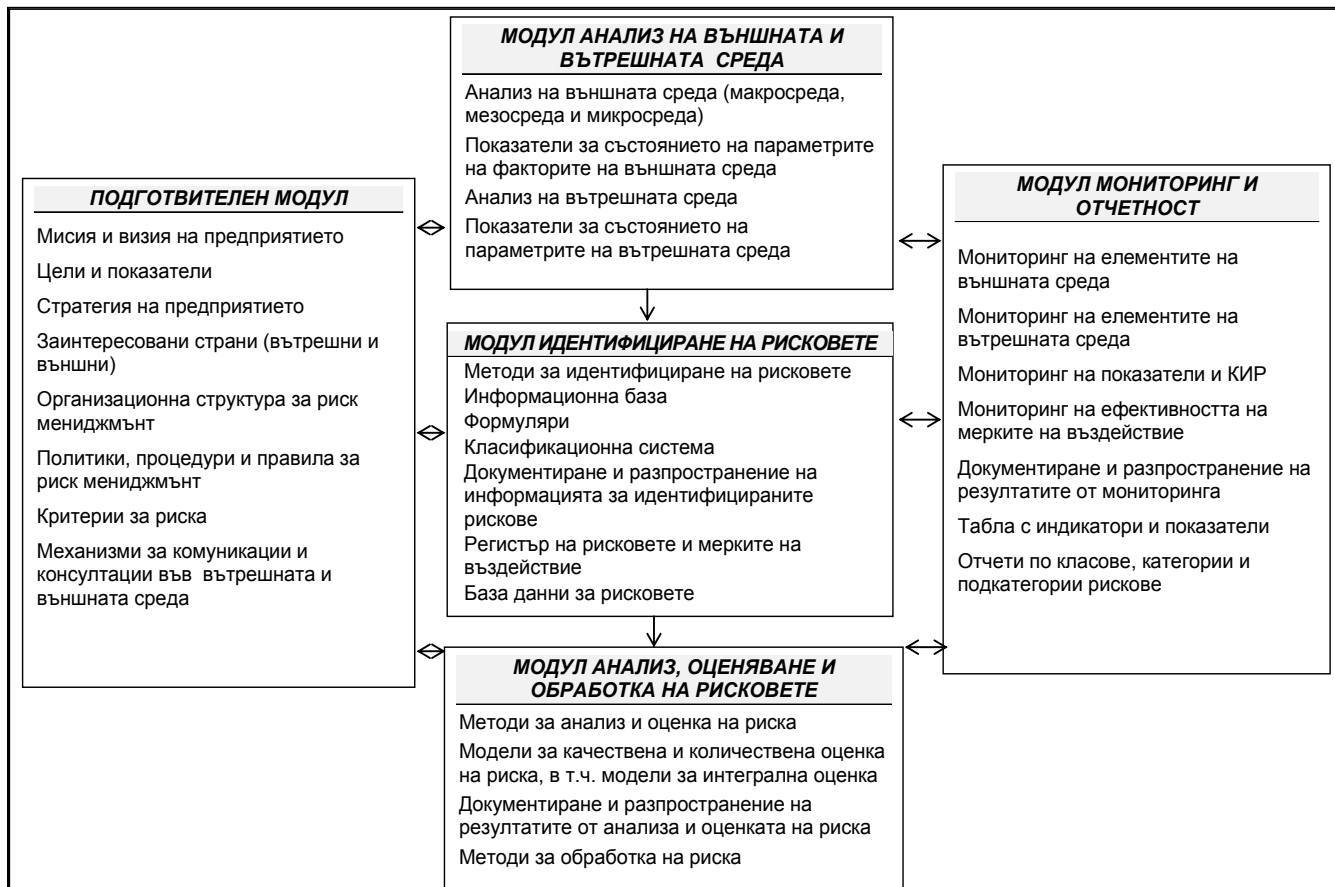 МОДУЛ АНАЛИЗ НА ВЪНШНАТА И
ВЪТРЕШНАТА СРЕДА
Анализ на външната среда (макросреда,
мезосреда и микросреда)
Показатели за състоянието на параметрите
на факторите на външната среда
Анализ на вътрешната среда
Показатели за състоянието на
параметрите на вътрешната среда
ПОДГОТВИТЕЛЕН МОДУЛ
Мисия и визия на предприятието
Цели и показатели
Стратегия на предприятието
Заинтересовани страни (вътрешни и
външни)
Организационна структура за риск
мениджмънт
Политики, процедури и правила за
риск мениджмънт
Критерии за риска
Механизми за комуникации и
консултации във вътрешната и
външната среда
МОДУЛ ИДЕНТИФИЦИРАНЕ НА РИСКОВЕТЕ
Методи за идентифициране на рисковете
Информационна база
Формуляри
Класификационна система
Документиране и разпространение на
информацията за идентифицираните
рискове
Регистър на рисковете и мерките на
въздействие
База данни за рисковете
МОДУЛ МОНИТОРИНГ И
ОТЧЕТНОСТ
Мониторинг на елементите на
външната среда
Мониторинг на елементите на
вътрешната среда
Мониторинг на показатели и КИР
Мониторинг на ефективността на
мерките на въздействие
Документиране и разпространение на
резултатите от мониторинга
Табла с индикатори и показатели
Отчети по класове, категории и
подкатегории рискове
МОДУЛ АНАЛИЗ, ОЦЕНЯВАНЕ И
ОБРАБОТКА НА РИСКОВЕТЕ
Методи за анализ и оценка на риска
Модели за качествена и количествена оценка
на риска, в т.ч. модели за интегрална оценка
Документиране и разпространение на
резултатите от анализа и оценката на риска
Методи за обработка на риска